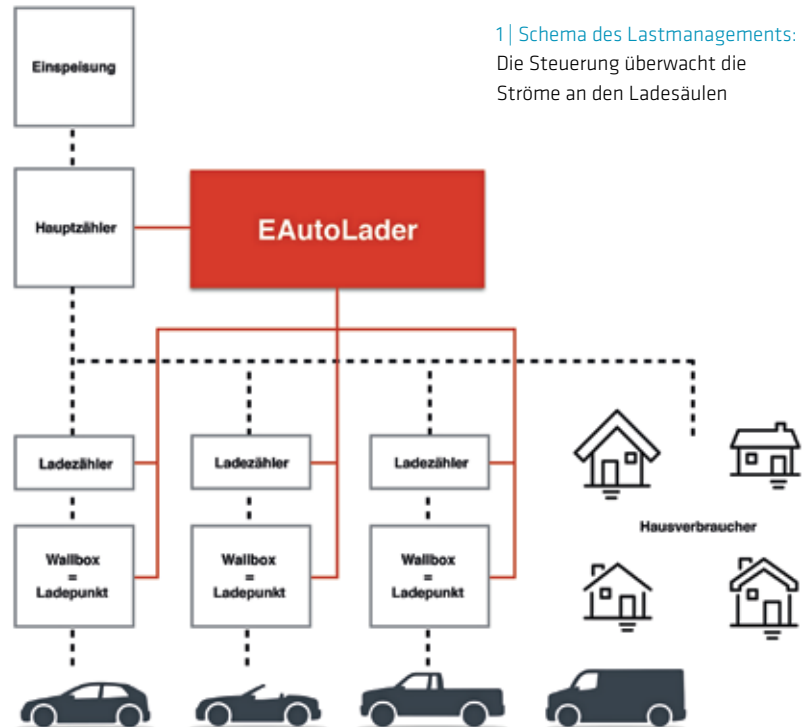 1 | Schema des Lastmanagements:
Die Steuerung überwacht die
Ströme an den Ladesäulen
Einspeisung
Hauptzähler
EAutoLader
Ladezähler
Ladezähler
Ladezähler
Wallbox
=
Ladepunkt
Wallbox
=
Ladepunkt
Wallbox
=
Ladepunkt
Hausverbraucher